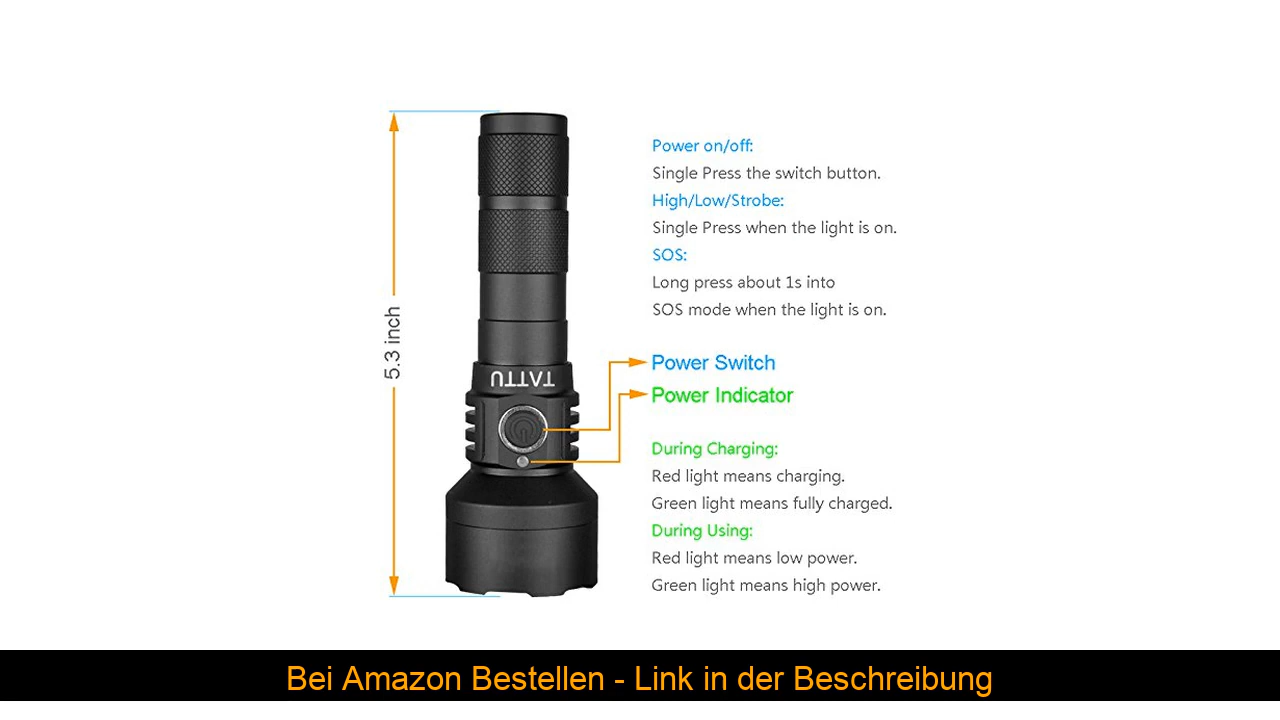 Power on/off:
Single Press the switch button.
High/Low/Strobe:
Single Press when the light is on.
SOS:
Long press about 1s into
SOS mode when the light is on.
5.3 inch
TATTU
Power Switch
Power Indicator
During Charging:
Red light means charging.
Green light means fully charged.
During Using:
Red light means low power.
Green light means high power.
Bei Amazon Bestellen - Link in der Beschreibung